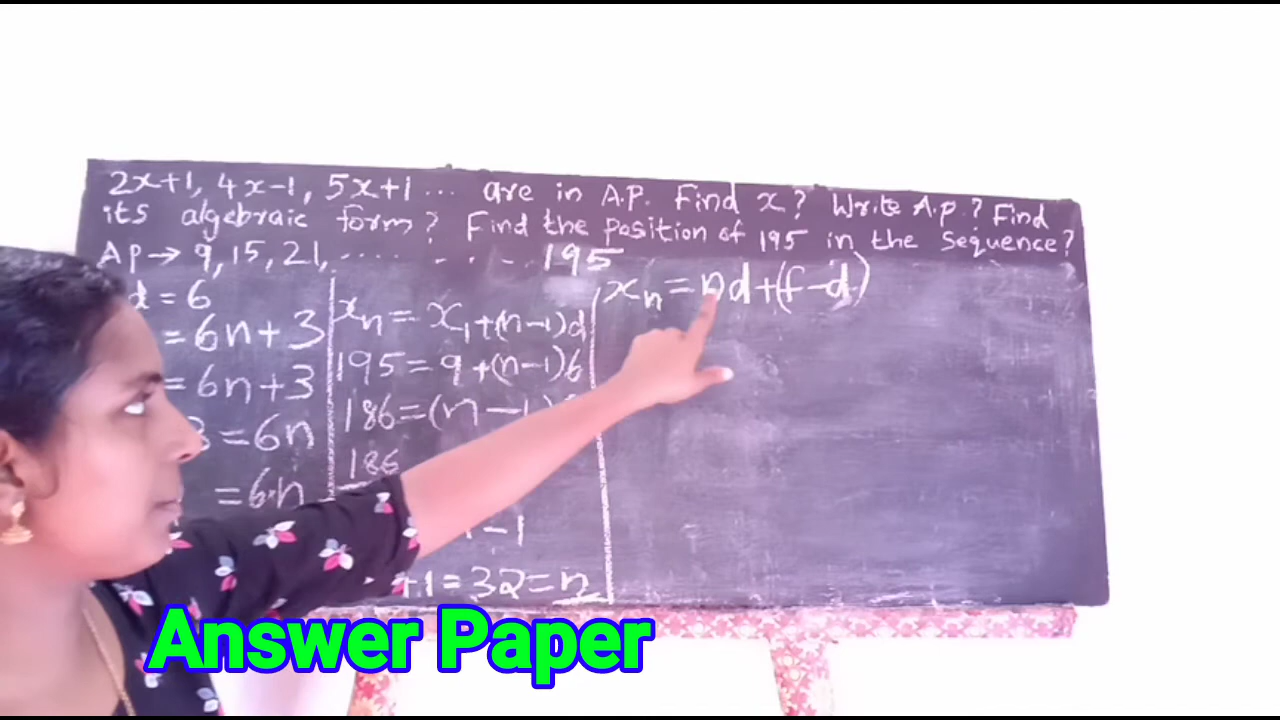 2x+1, 4x-1, 5x+1 ... are in A.P. Find x? Write A.p.? Find
its algebraic form? Find the position of 195 in the sequence?
AP→ 9, 15, 21, ..... . . - 195
d = 6
= 6n+3
= 6n+3
= 6n
= 6×n
xn = x1+(n-1)d
195 = 9+(n-1)6
186 = (n-1)
186
-1
+1 = 32 = n
xn = nd+(f-d)
Answer Paper